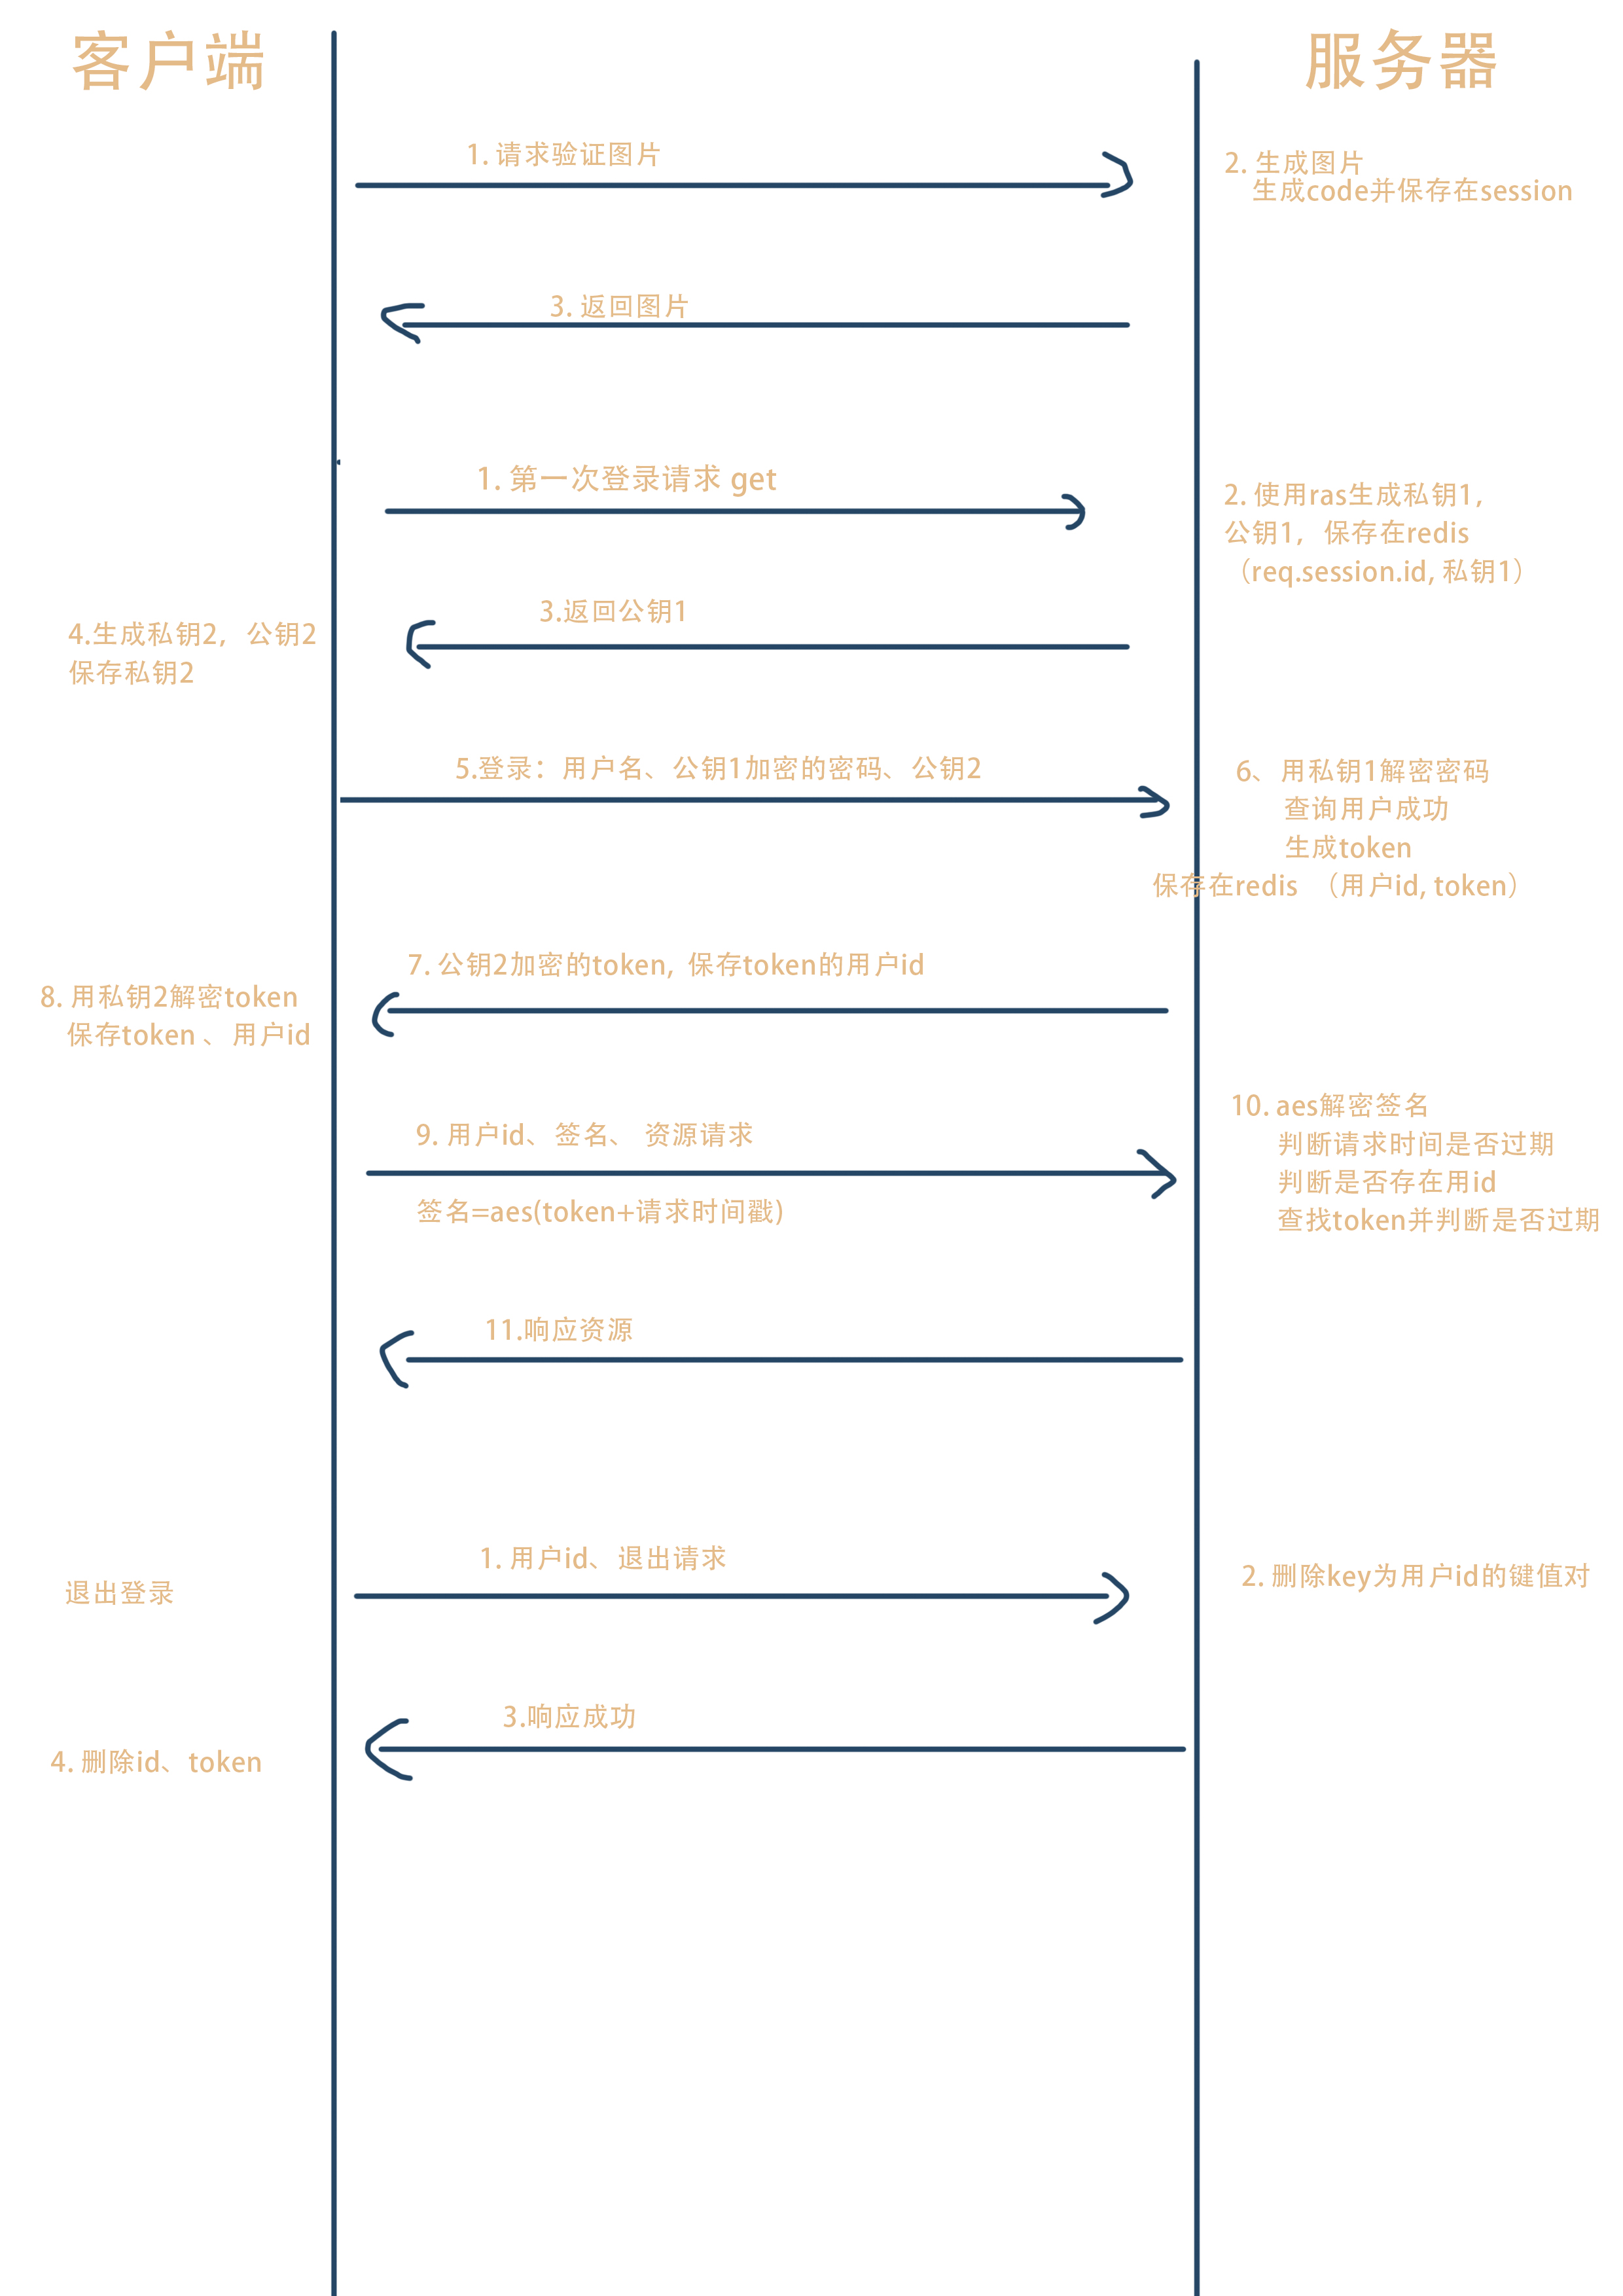 客户端
服务器
1. 请求验证图片
2. 生成图片
生成code并保存在session
3. 返回图片
1. 第一次登录请求 get
2. 使用ras生成私钥1,
公钥1, 保存在redis
（req.session.id, 私钥1）
3.返回公钥1
4.生成私钥2, 公钥2
保存私钥2
5.登录：用户名、公钥1加密的密码、公钥2
6、用私钥1解密密码
查询用户成功
生成token
保存在redis （用户id, token）
7. 公钥2加密的token, 保存token的用户id
8. 用私钥2解密token
保存token 、用户id
9. 用户id、签名、 资源请求
签名=aes(token+请求时间戳)
10. aes解密签名
判断请求时间是否过期
判断是否存在用id
查找token并判断是否过期
11.响应资源
退出登录
1. 用户id、退出请求
2. 删除key为用户id的键值对
3.响应成功
4. 删除id、token